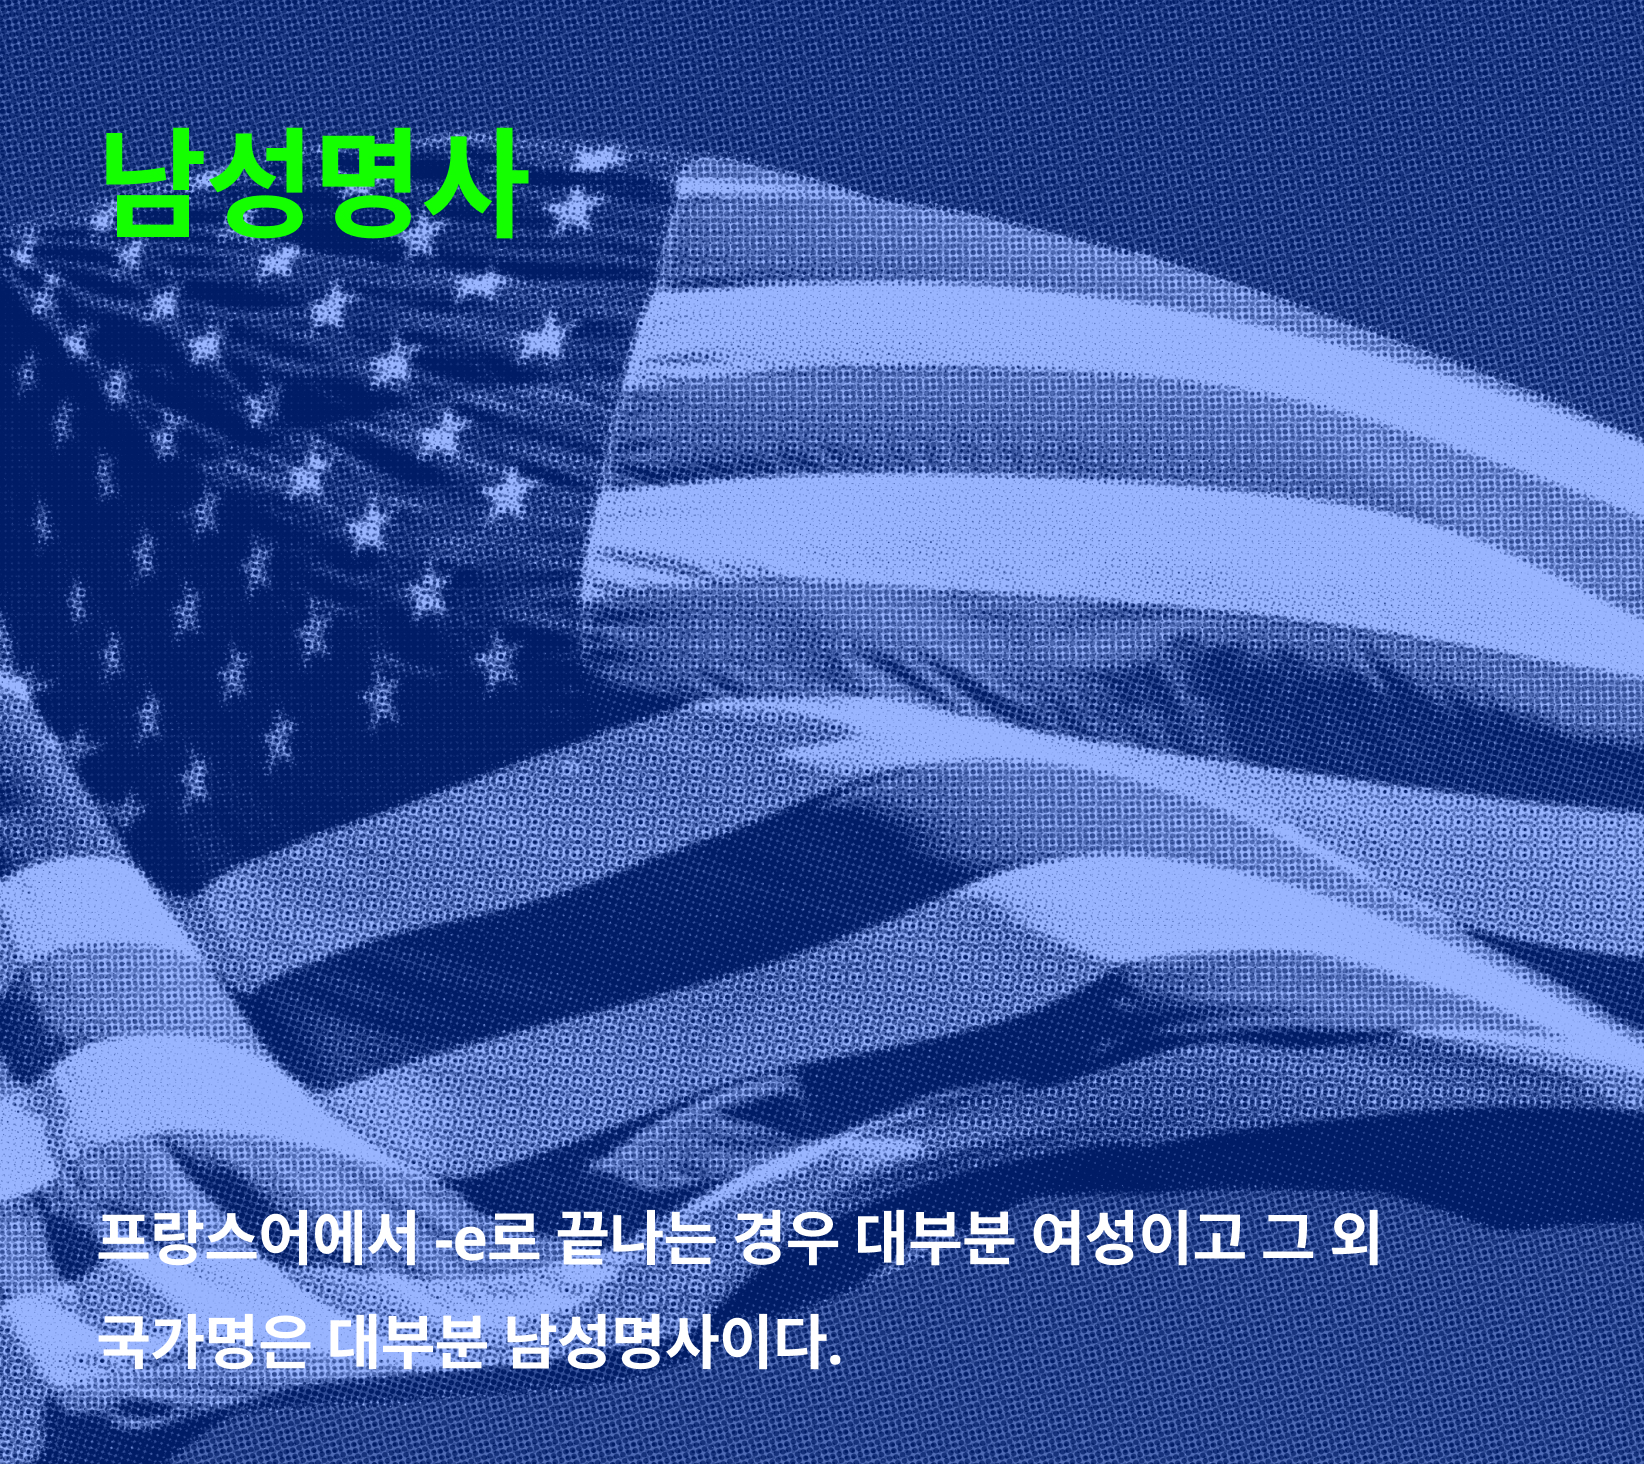 남성명사
프랑스어에서 -e로 끝나는 경우 대부분 여성이고 그 외
국가명은 대부분 남성명사이다.